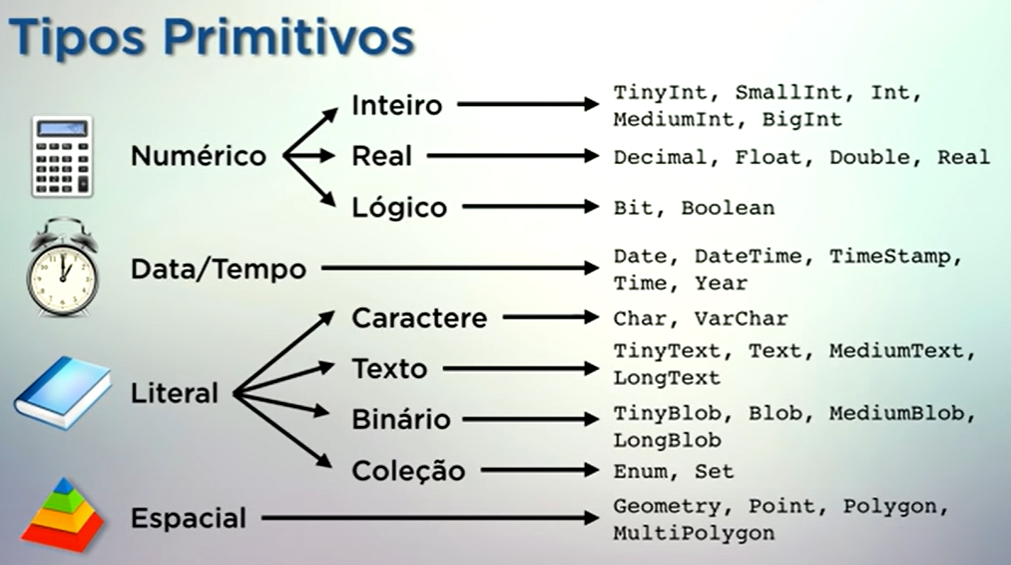 Tipos Primitivos
Numérico
Inteiro
TinyInt, SmallInt, Int,
MediumInt, BigInt
Real
Decimal, Float, Double, Real
Lógico
Bit, Boolean
Data/Tempo
Date, DateTime, TimeStamp,
Time, Year
Literal
Caractere
Char, VarChar
Texto
TinyText, Text, MediumText,
LongText
Binário
TinyBlob, Blob, MediumBlob,
LongBlob
Coleção
Enum, Set
Espacial
Geometry, Point, Polygon,
MultiPolygon